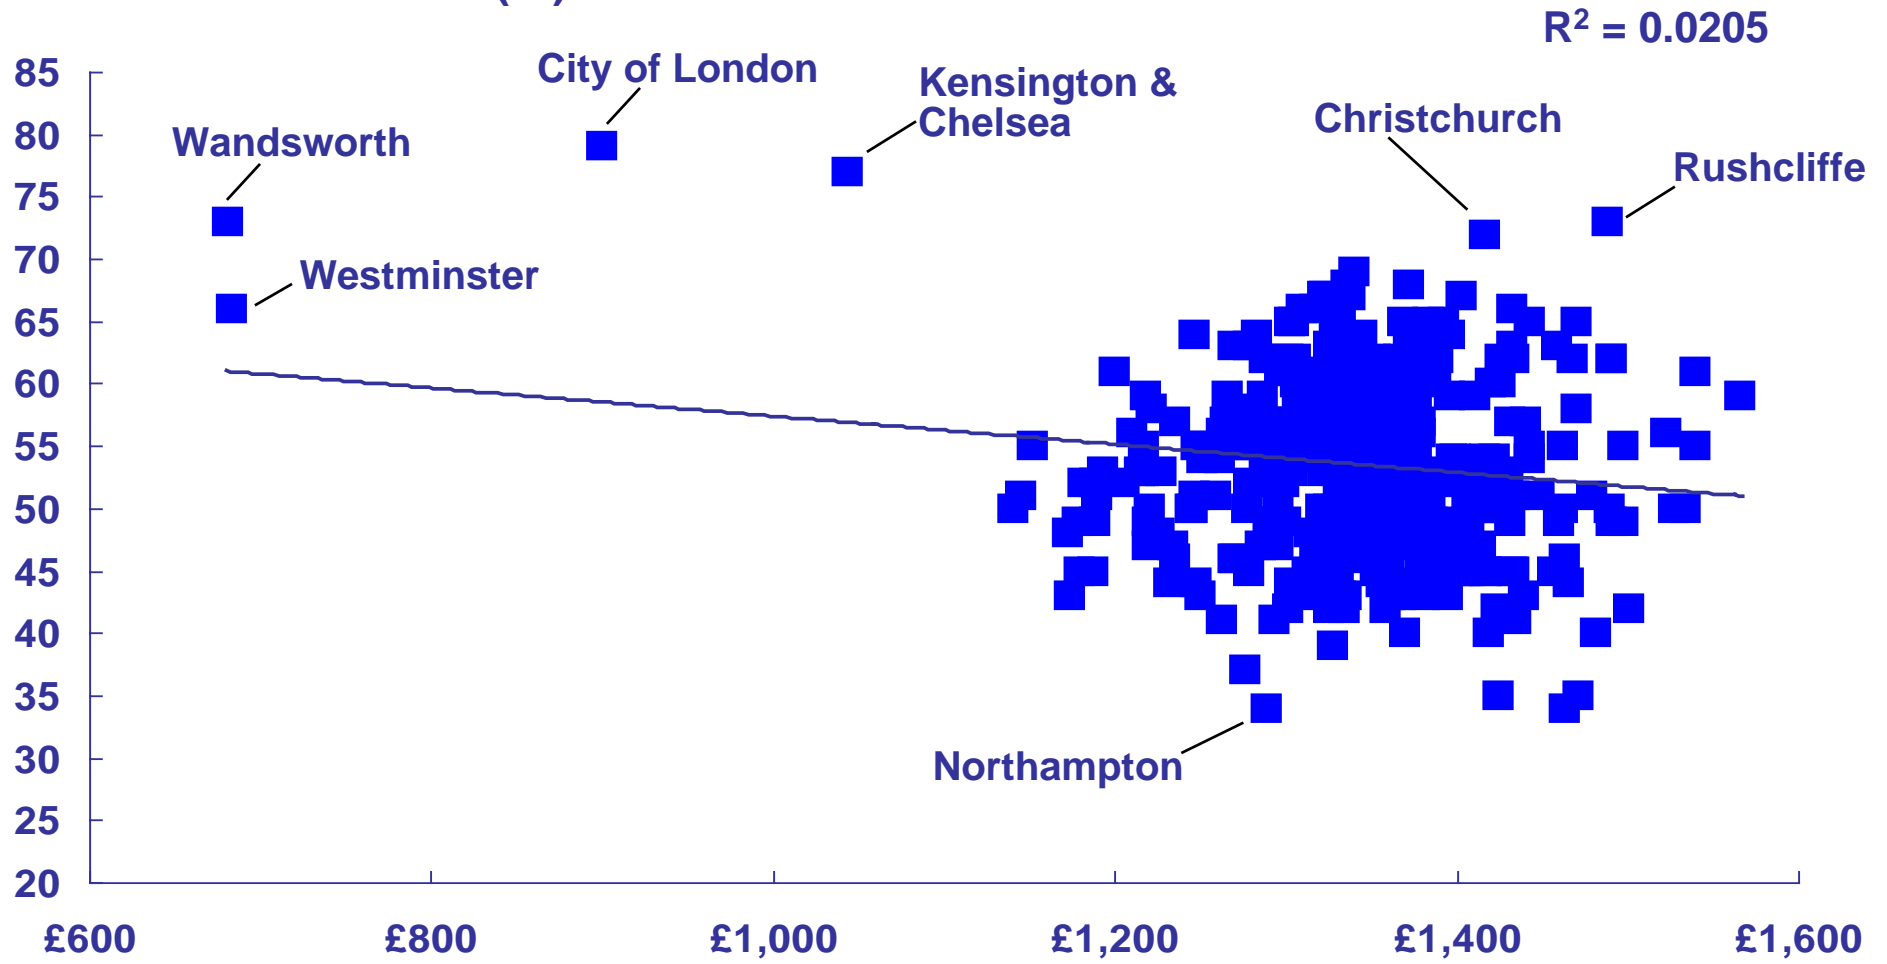 R² = 0.0205
85
City of London
Kensington &
Chelsea
Christchurch
80
Wandsworth
Rushcliffe
75
70
Westminster
65
60
55
50
45
40
35
30
Northampton
25
20
£600
£800
£1,000
£1,200
£1,400
£1,600